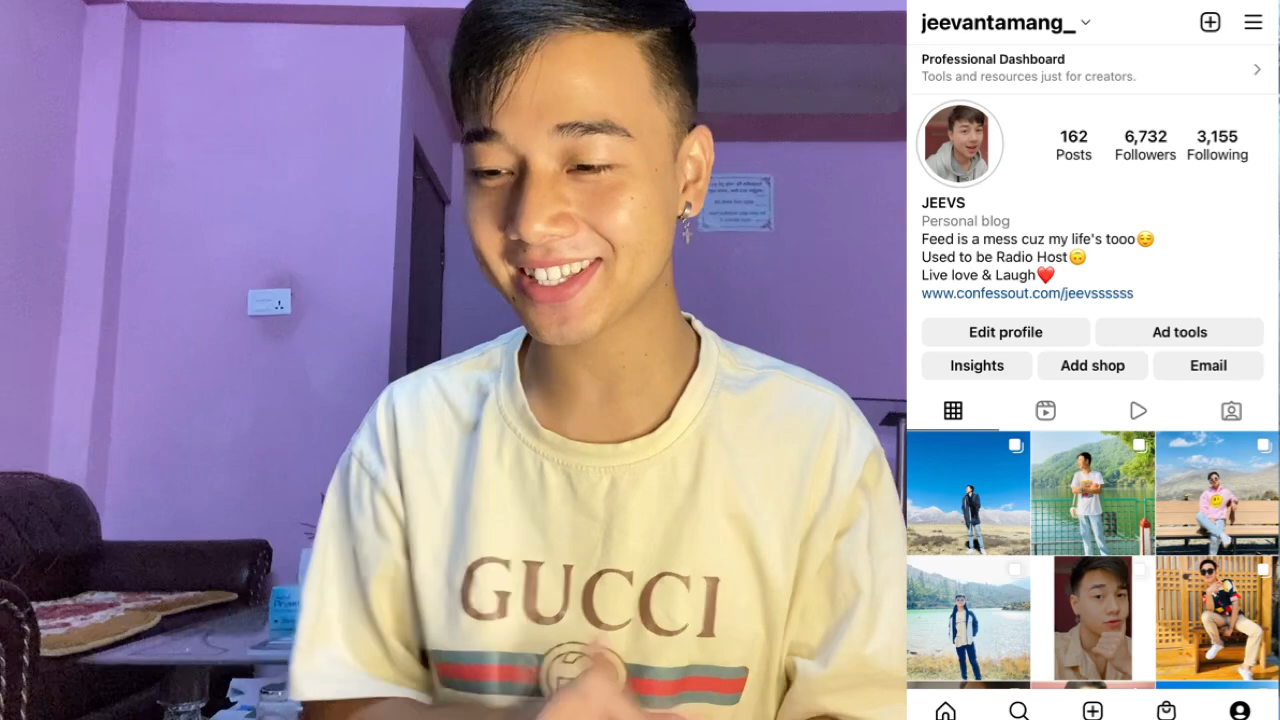 jeevantamang_
Professional Dashboard
Tools and resources just for creators.
162
Posts
6,732
Followers
3,155
Following
JEEVS
Personal blog
Feed is a mess cuz my life's tooo😌
Used to be Radio Host🙃
Live love & Laugh❤️
www.confessout.com/jeevssssss
Edit profile
Ad tools
Insights
Add shop
Email
GUCCI